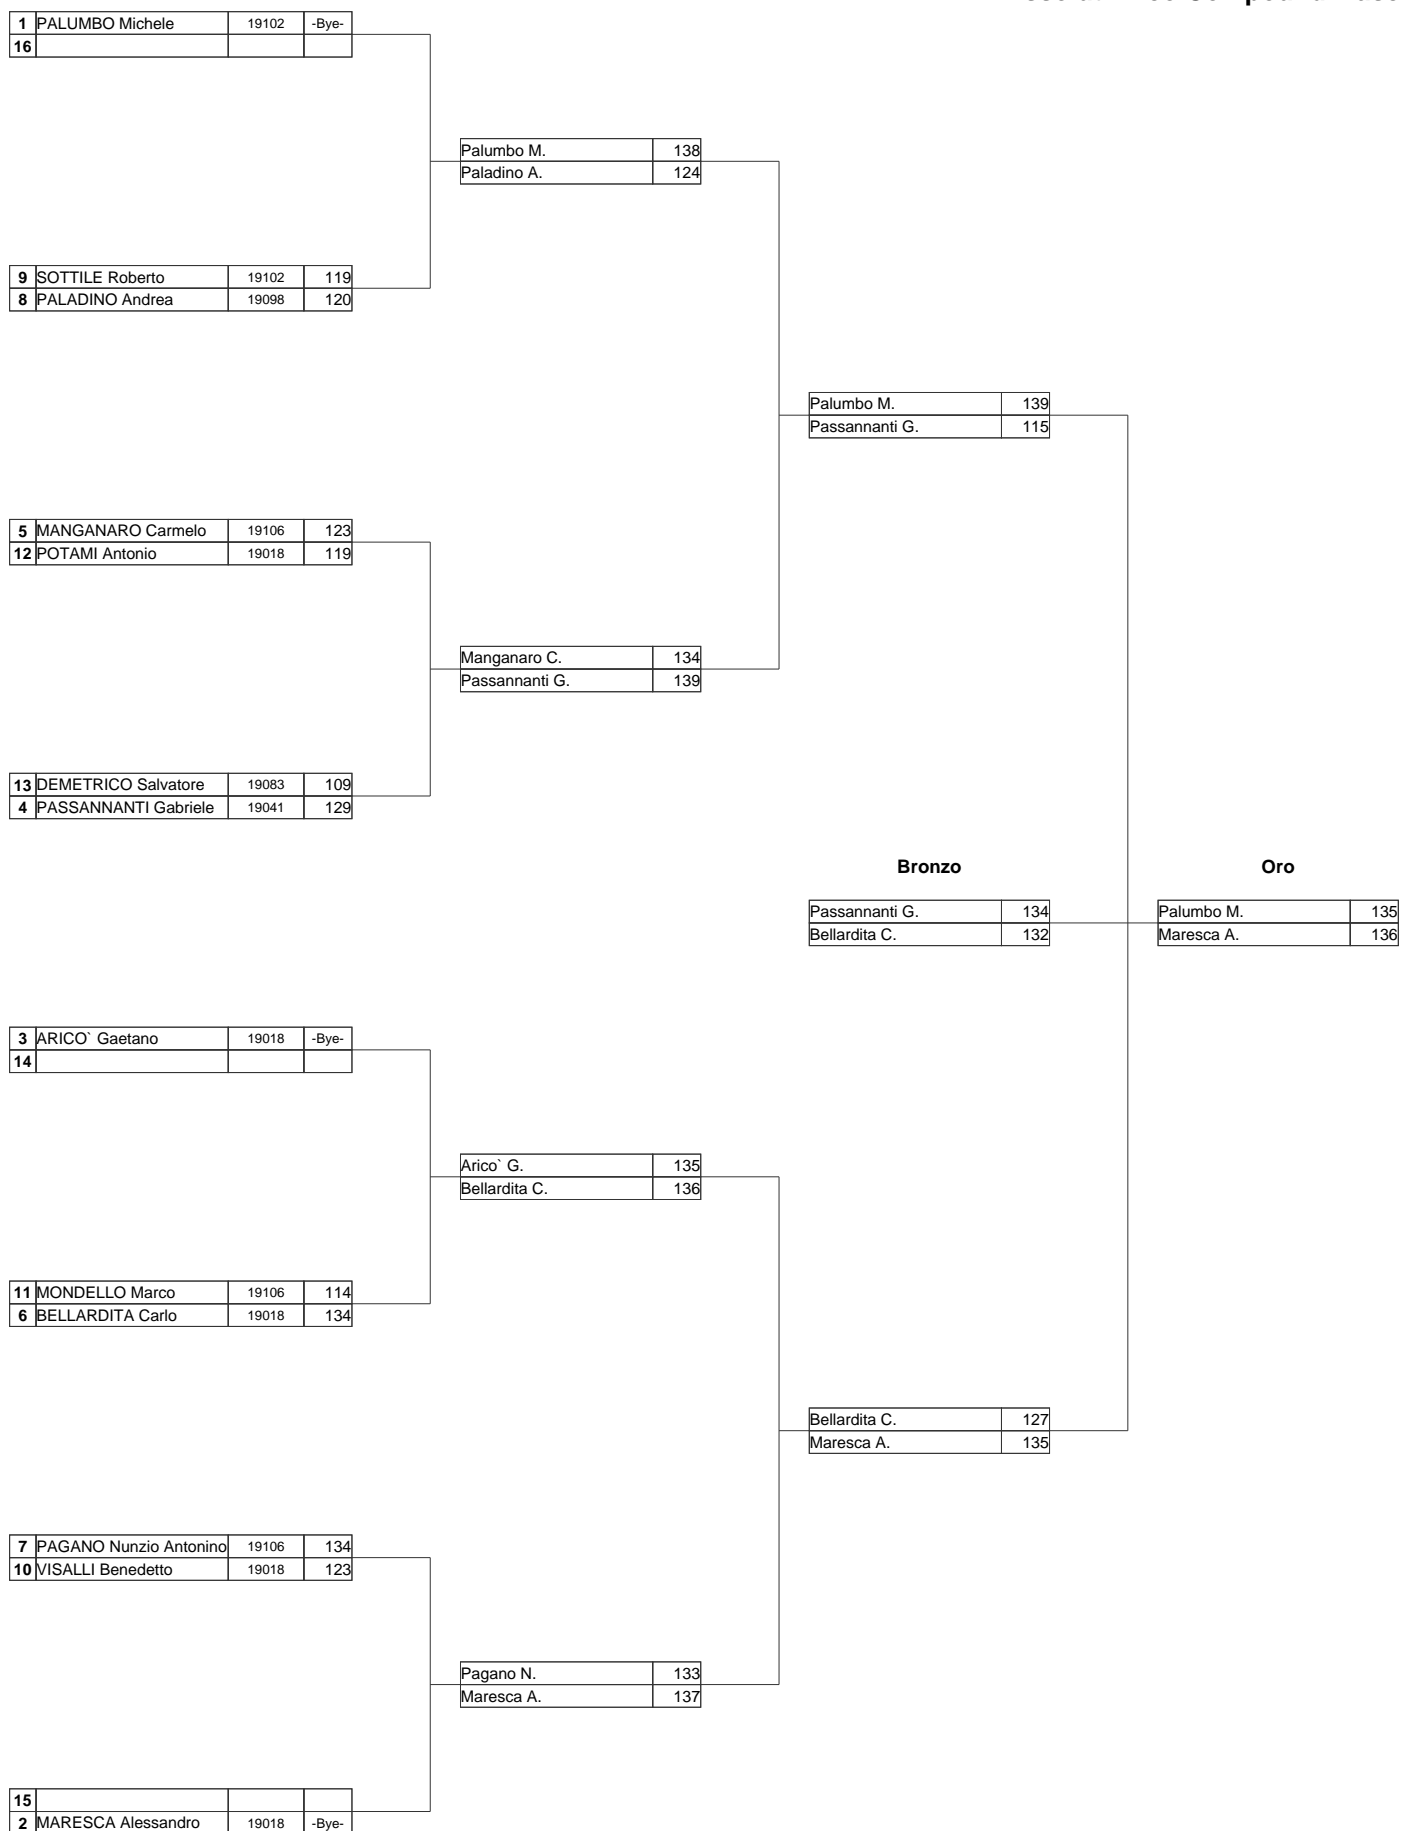 1 PALUMBO Michele 19102 -Bye-
16
Palumbo M. 138
Paladino A. 124
9 SOTTILE Roberto 19102 119
8 PALADINO Andrea 19098 120
Palumbo M. 139
Passannanti G. 115
5 MANGANARO Carmelo 19106 123
12 POTAMI Antonio 19018 119
Manganaro C. 134
Passannanti G. 139
13 DEMETRICO Salvatore 19083 109
4 PASSANNANTI Gabriele 19041 129
Bronzo Oro
Passannanti G. 134 Palumbo M. 135
Bellardita C. 132 Maresca A. 136
3 ARICO` Gaetano 19018 -Bye-
14
Arico` G. 135
Bellardita C. 136
11 MONDELLO Marco 19106 114
6 BELLARDITA Carlo 19018 134
Bellardita C. 127
Maresca A. 135
7 PAGANO Nunzio Antonino 19106 134
10 VISALLI Benedetto 19018 123
Pagano N. 133
Maresca A. 137
15
2 MARESCA Alessandro 19018 -Bye-